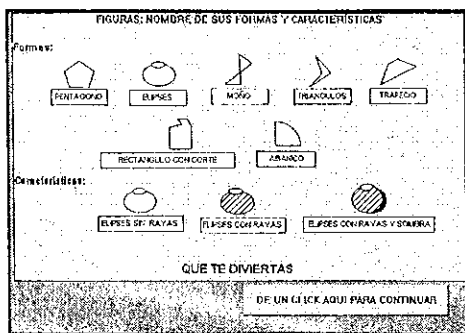 FIGURAS: NOMBRE DE SUS FORMAS Y CARACTERÍSTICAS
Formas:
PENTAGONO ELIPSES MOÑO TRIANGULOS TRAPECIO
RECTANGULO CON CORTE ABANICO
Características:
ELIPSES SIN RAYAS ELIPSES CON RAYAS ELIPSES CON RAYAS Y SOMBRA
QUE TE DIVIERTAS
DE UN CLICK AQUI PARA CONTINUAR